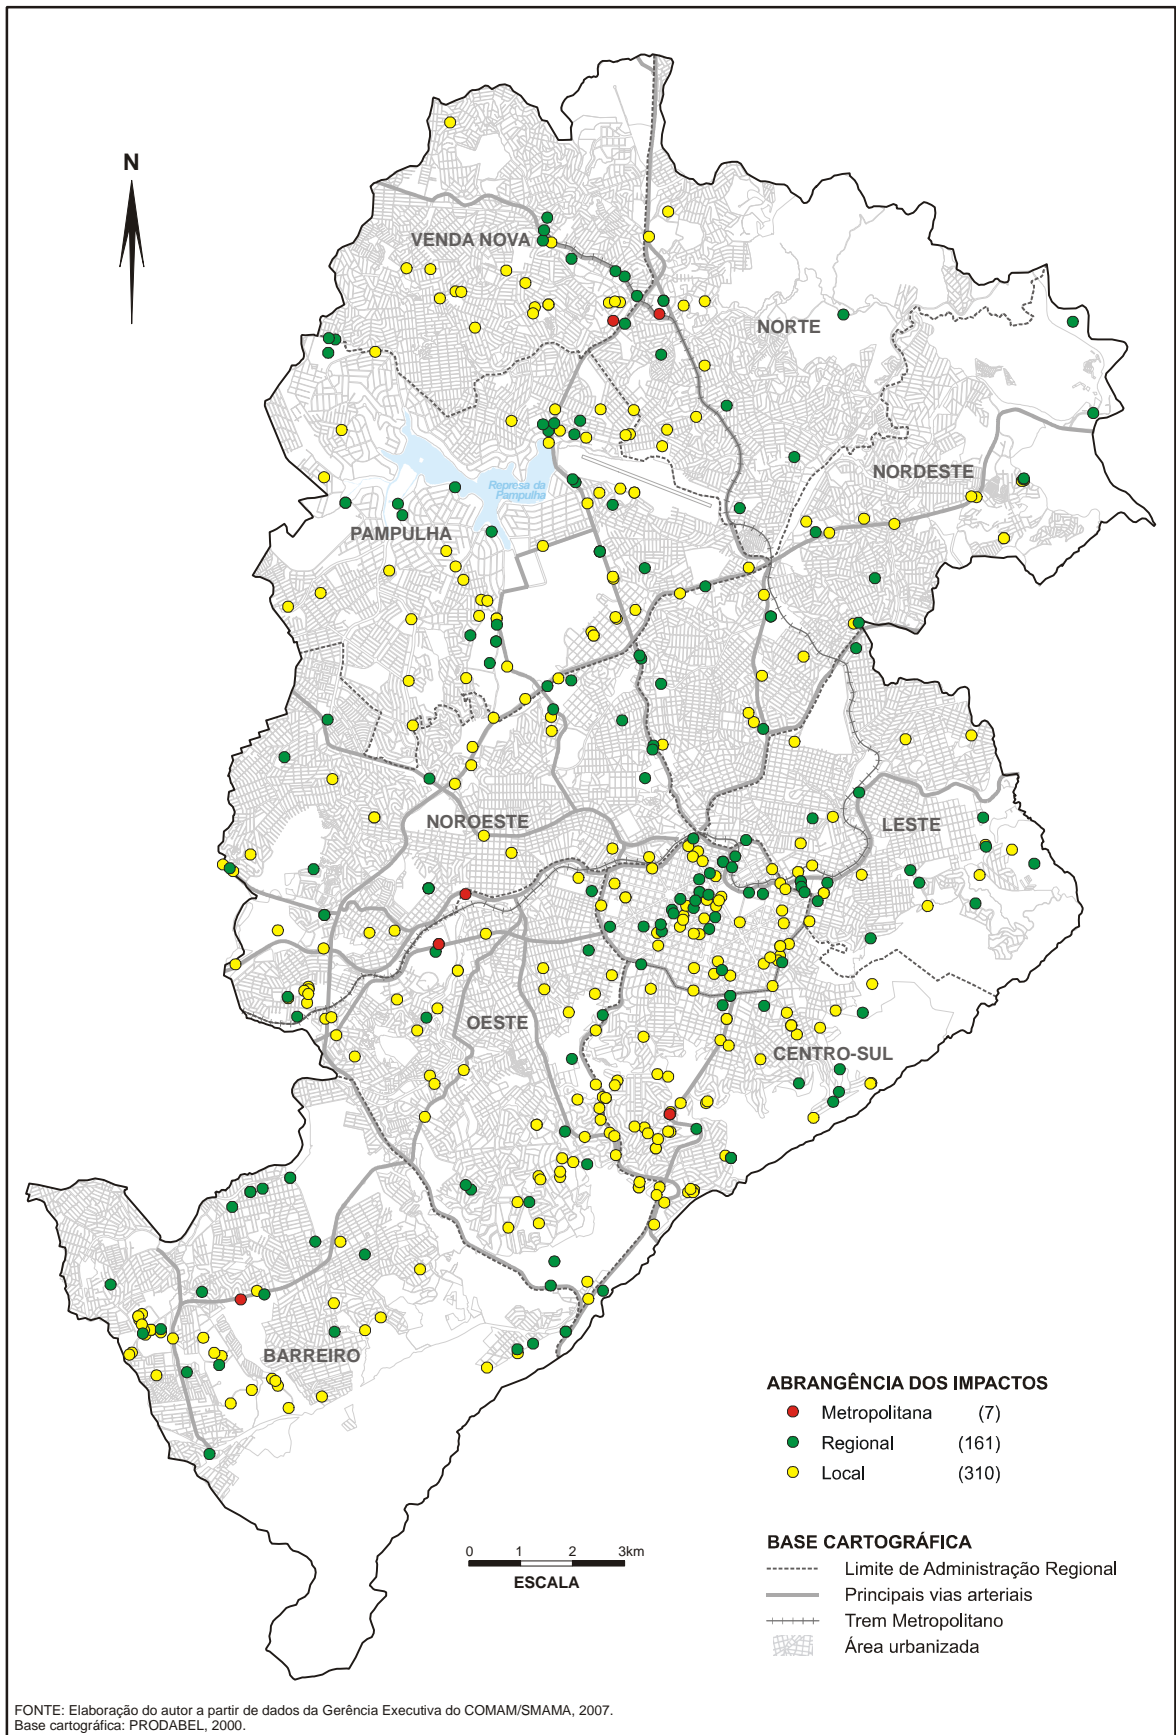 N
VENDA NOVA
NORTE
NORDESTE
Represa da
Pampulha
PAMPULHA
NOROESTE
LESTE
OESTE
CENTRO-SUL
BARREIRO
ABRANGÊNCIA DOS IMPACTOS
Metropolitana (7)
Regional (161)
Local (310)
0 1 2 3km
ESCALA
BASE CARTOGRÁFICA
Limite de Administração Regional
Principais vias arteriais
Trem Metropolitano
Área urbanizada
FONTE: Elaboração do autor a partir de dados da Gerência Executiva do COMAM/SMAMA, 2007.
Base cartográfica: PRODABEL, 2000.